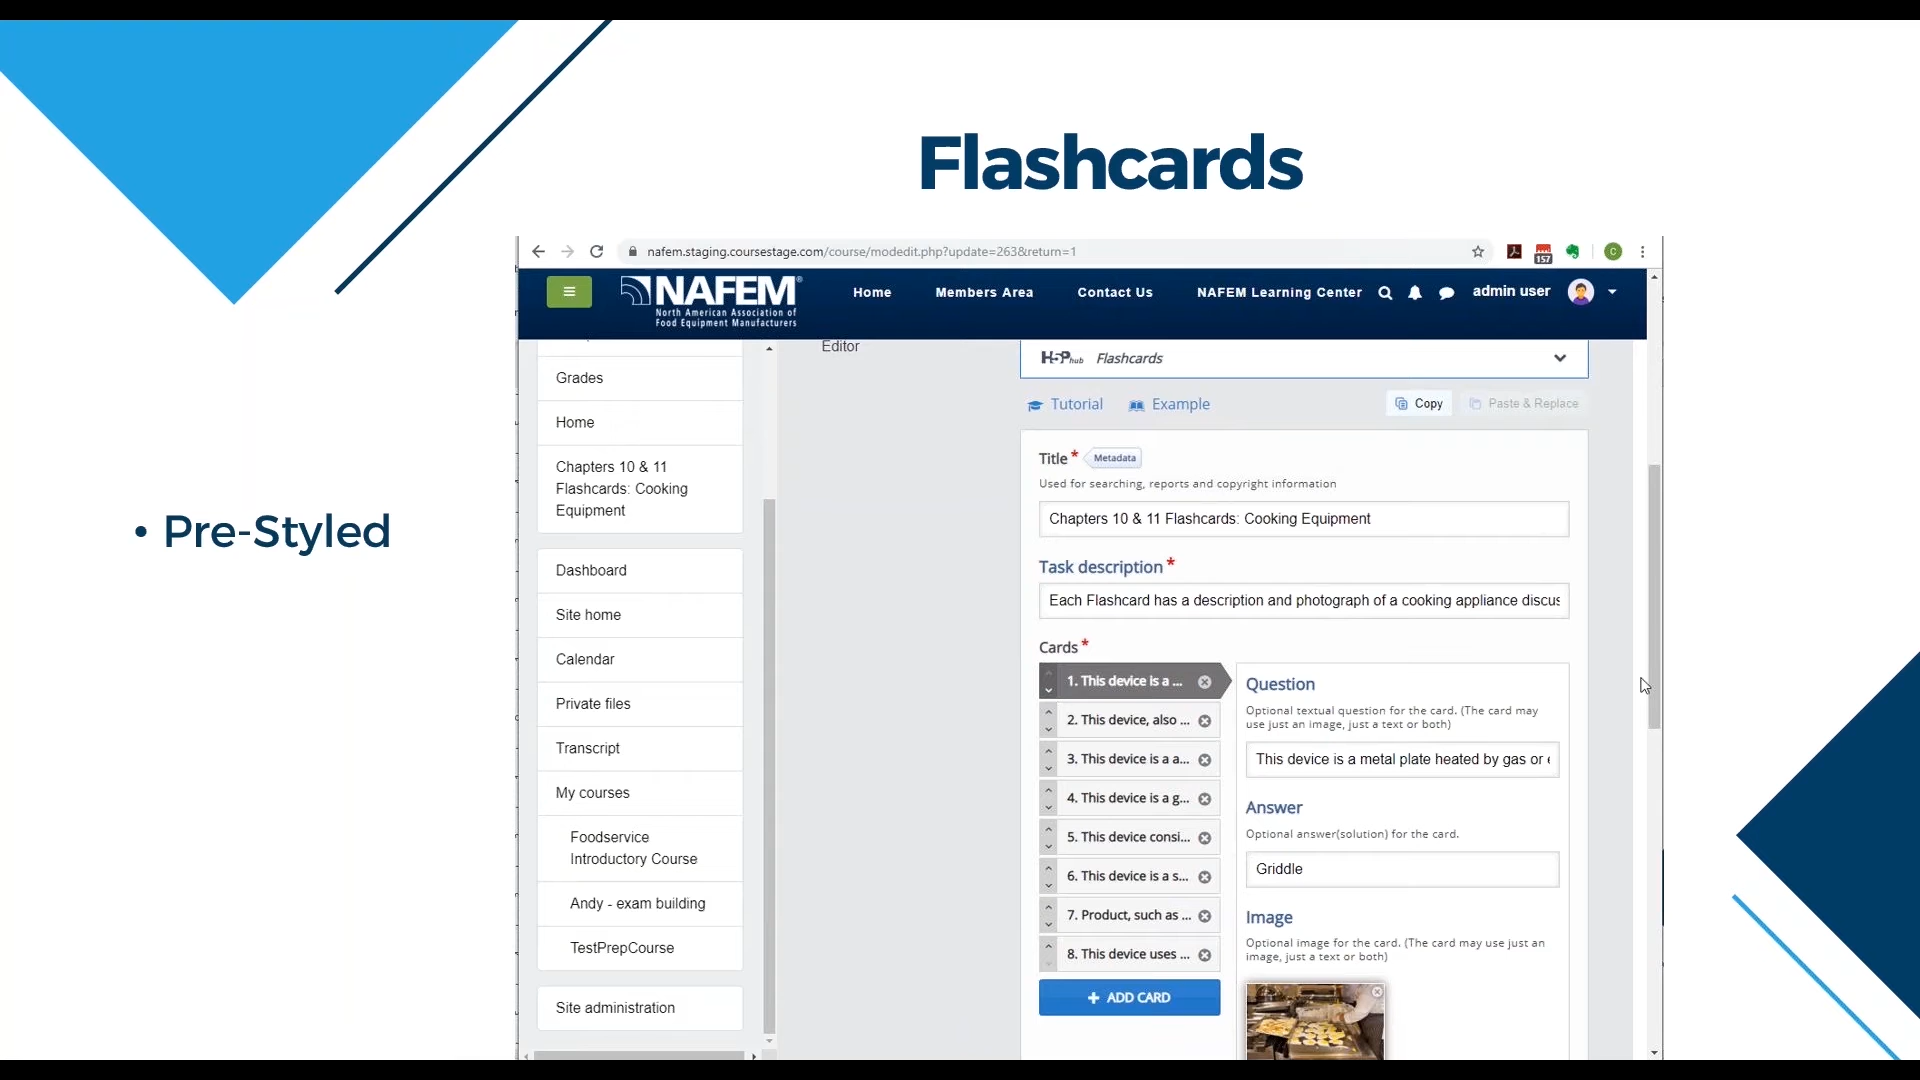 Flashcards
• Pre-Styled
nafem.staging.coursestage.com/course/modedit.php?update=263&return=1
157
C
NAFEM®
North American Association of
Food Equipment Manufacturers
Home
Members Area
Contact Us
NAFEM Learning Center
admin user
Grades
Home
Chapters 10 & 11
Flashcards: Cooking
Equipment
Dashboard
Site home
Calendar
Private files
Transcript
My courses
Foodservice
Introductory Course
Andy - exam building
TestPrepCourse
Site administration
Editor
H5P hub Flashcards
Tutorial
Example
Copy
Paste & Replace
Title * Metadata
Used for searching, reports and copyright information
Chapters 10 & 11 Flashcards: Cooking Equipment
Task description *
Each Flashcard has a description and photograph of a cooking appliance discus
Cards *
1. This device is a ...
2. This device, also ...
3. This device is a a...
4. This device is a g...
5. This device consi...
6. This device is a s...
7. Product, such as ...
8. This device uses ...
+ ADD CARD
Question
Optional textual question for the card. (The card may
use just an image, just a text or both)
This device is a metal plate heated by gas or e
Answer
Optional answer(solution) for the card.
Griddle
Image
Optional image for the card. (The card may use just an
image, just a text or both)